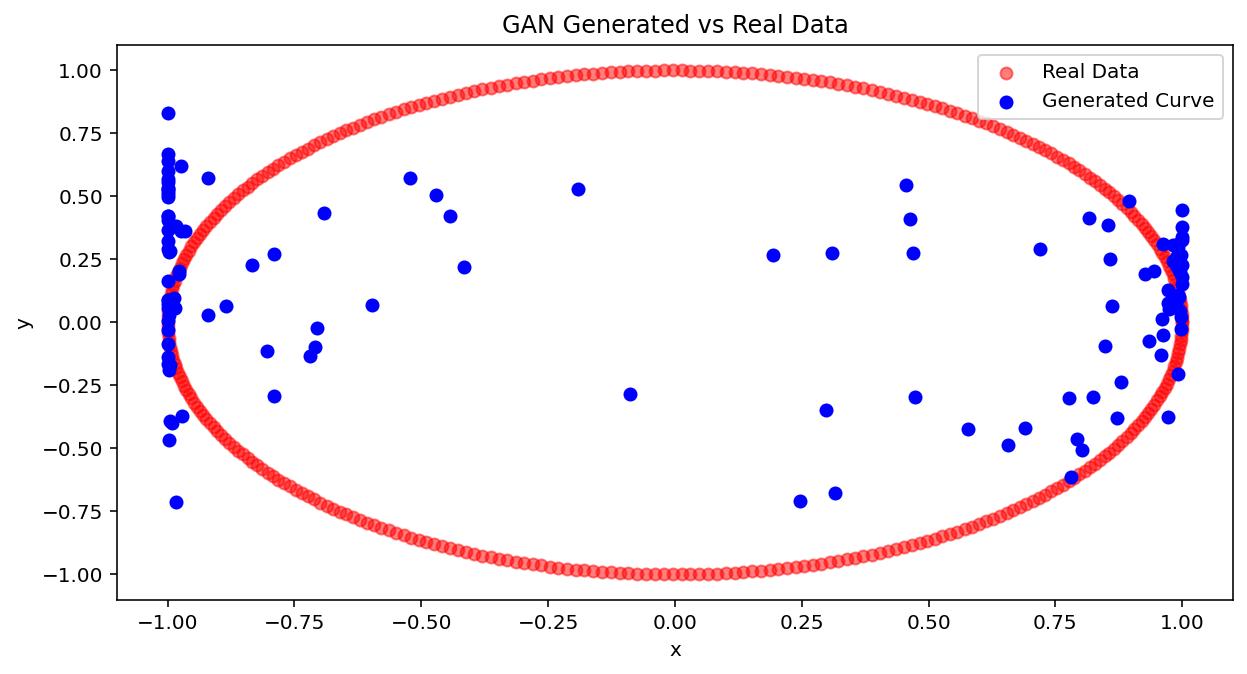 GAN Generated vs Real Data
Real Data
Generated Curve
1.00
0.75
0.50
0.25
0.00
−0.25
−0.50
−0.75
−1.00
y
−1.00 −0.75 −0.50 −0.25 0.00 0.25 0.50 0.75 1.00
x